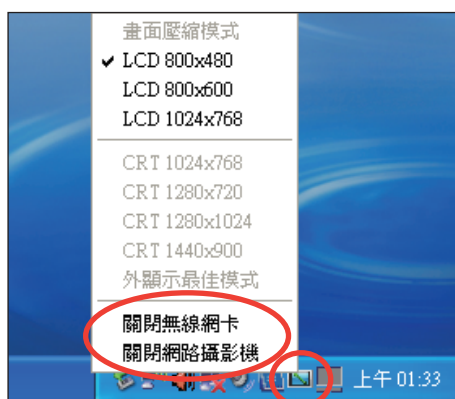 畫面壓縮模式
LCD 800x480
LCD 800x600
LCD 1024x768
CRT 1024x768
CRT 1280x720
CRT 1280x1024
CRT 1440x900
外顯示最佳模式
關閉無線網卡
關閉網路攝影機
上午 01:33